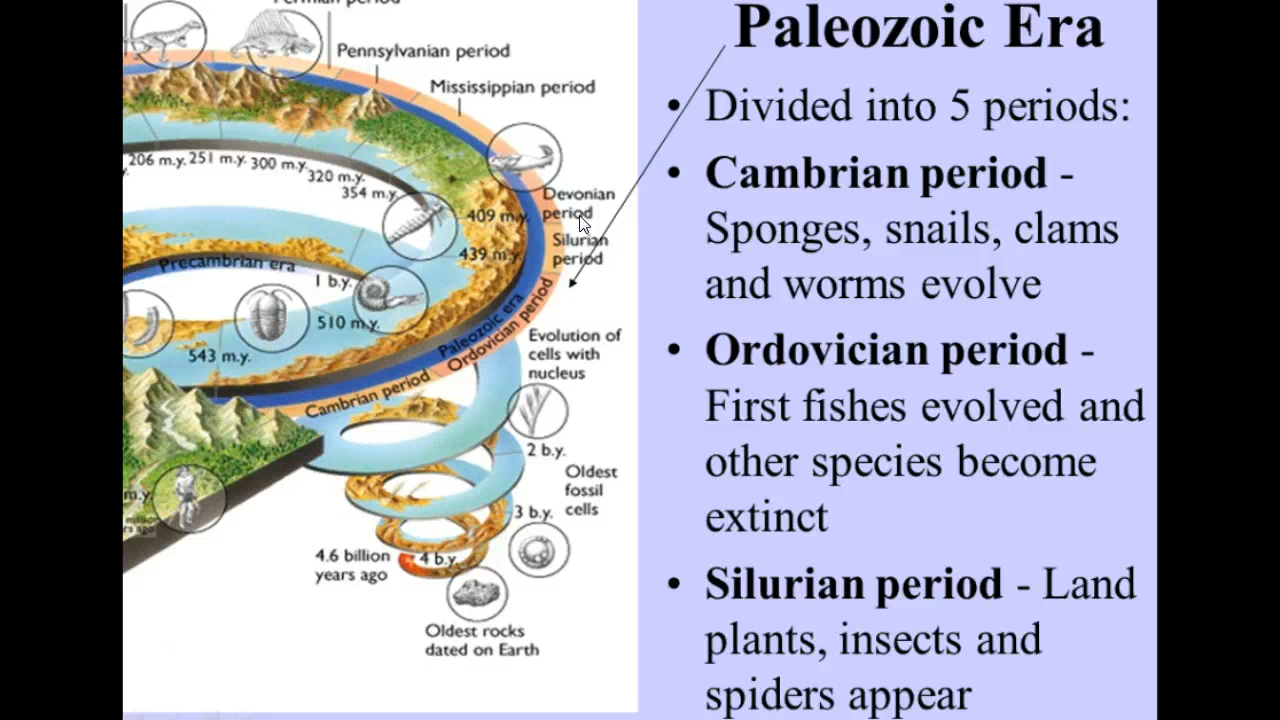 Permian period
Pennsylvanian period
Mississippian period
206 m.y.
251 m.y.
300 m.y.
320 m.y.
354 m.y.
409 m.y.
Devonian
period
Silurian
period
439 m.y.
Precambrian era
1 b.y.
510 m.y.
543 m.y.
Paleozoic era
Ordovician period
Cambrian period
Evolution of
cells with
nucleus
2 b.y.
Oldest
fossil
cells
3 b.y.
m.y.
4.6 billion
years ago
4 b.y.
Oldest rocks
dated on Earth
Paleozoic Era
• Divided into 5 periods:
• Cambrian period -
Sponges, snails, clams
and worms evolve
• Ordovician period -
First fishes evolved and
other species become
extinct
• Silurian period - Land
plants, insects and
spiders appear